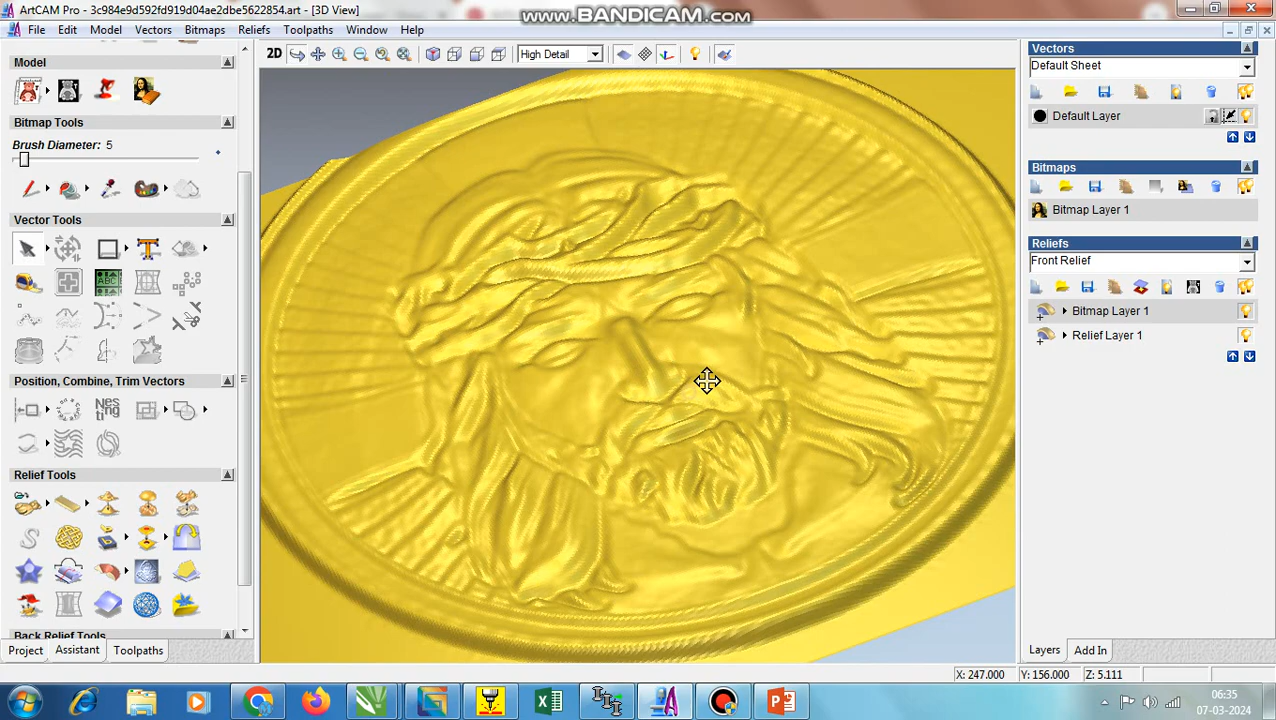 ArtCAM Pro - 3c984e9d592fd919d04ae2dbe5622854.art - [3D View]
www.BANDICAM.com
File Edit Model Vectors Bitmaps Reliefs Toolpaths Window Help
2D High Detail
Model
Bitmap Tools
Brush Diameter: 5
Vector Tools
ABC
Position, Combine, Trim Vectors
Nes
ti
Relief Tools
Back Relief Tools
Project Assistant Toolpaths
Vectors
Default Sheet
Default Layer
Bitmaps
Bitmap Layer 1
Reliefs
Front Relief
Bitmap Layer 1
Relief Layer 1
Layers Add In
X: 247.000 Y: 156.000 Z: 5.111
06:35
07-03-2024